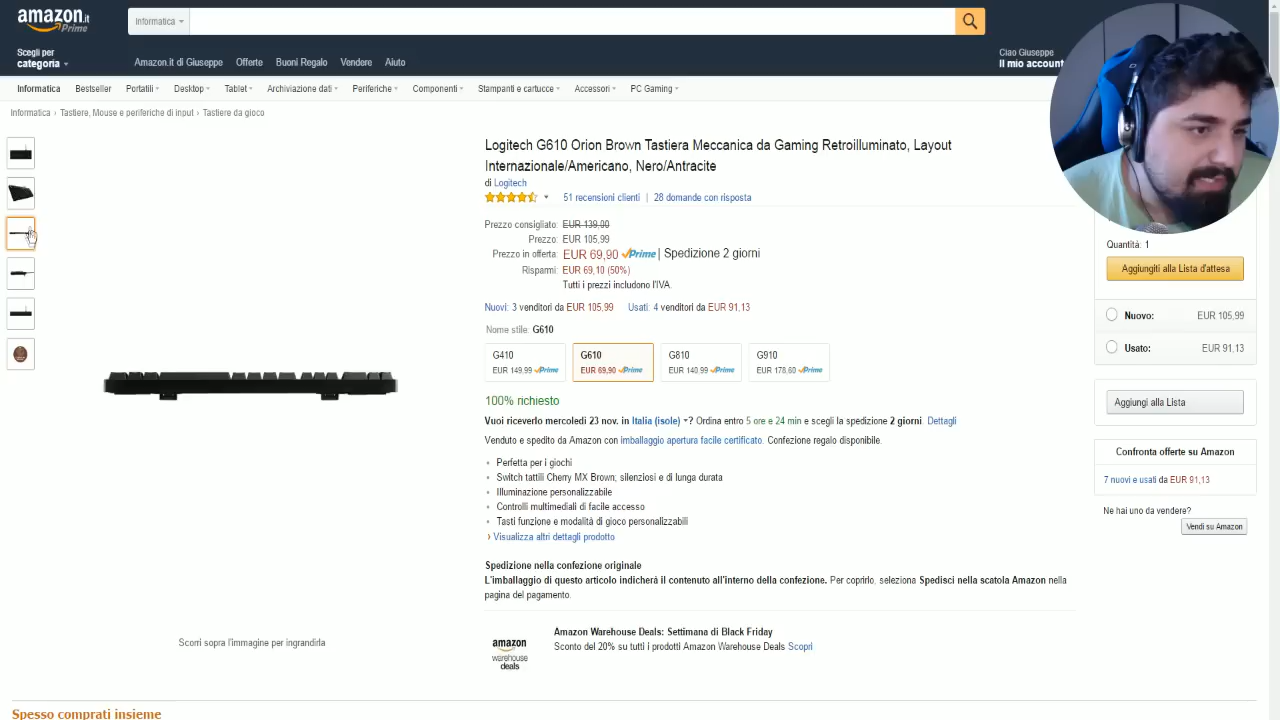 amazon.it
Prime
Informatica
Scegli per
categoria
Amazon.it di Giuseppe
Offerte
Buoni Regalo
Vendere
Aiuto
Ciao Giuseppe
Il mio account
Informatica
Bestseller
Portatili
Desktop
Tablet
Archiviazione dati
Periferiche
Componenti
Stampanti e cartucce
Accessori
PC Gaming
Informatica › Tastiere, Mouse e periferiche di input › Tastiere da gioco
Logitech G610 Orion Brown Tastiera Meccanica da Gaming Retroilluminato, Layout
Internazionale/Americano, Nero/Antracite
di Logitech
51 recensioni clienti | 28 domande con risposta
Prezzo consigliato: EUR 139,00
Prezzo: EUR 105,99
Prezzo in offerta: EUR 69,90 Prime | Spedizione 2 giorni
Risparmi: EUR 69,10 (50%)
Tutti i prezzi includono l'IVA.
Nuovi: 3 venditori da EUR 105,99 Usati: 4 venditori da EUR 91,13
Nome stile: G610
G410
EUR 149.99 Prime
G610
EUR 69,90 Prime
G810
EUR 140.99 Prime
G910
EUR 178.60 Prime
100% richiesto
Vuoi riceverlo mercoledì 23 nov. in Italia (isole) ? Ordina entro 5 ore e 24 min e scegli la spedizione 2 giorni Dettagli
Venduto e spedito da Amazon con imballaggio apertura facile certificato. Confezione regalo disponibile.
Perfetta per i giochi
Switch tattili Cherry MX Brown; silenziosi e di lunga durata
Illuminazione personalizzabile
Controlli multimediali di facile accesso
Tasti funzione e modalità di gioco personalizzabili
› Visualizza altri dettagli prodotto
Spedizione nella confezione originale
L'imballaggio di questo articolo indicherà il contenuto all'interno della confezione. Per coprirlo, seleziona Spedisci nella scatola Amazon nella
pagina del pagamento.
amazon
warehouse
deals
Amazon Warehouse Deals: Settimana di Black Friday
Sconto del 20% su tutti i prodotti Amazon Warehouse Deals Scopri
Scorri sopra l'immagine per ingrandirla
Spesso comprati insieme
Quantità: 1
Aggiungiti alla Lista d'attesa
Nuovo: EUR 105,99
Usato: EUR 91,13
Aggiungi alla Lista
Confronta offerte su Amazon
7 nuovi e usati da EUR 91,13
Ne hai uno da vendere?
Vendi su Amazon